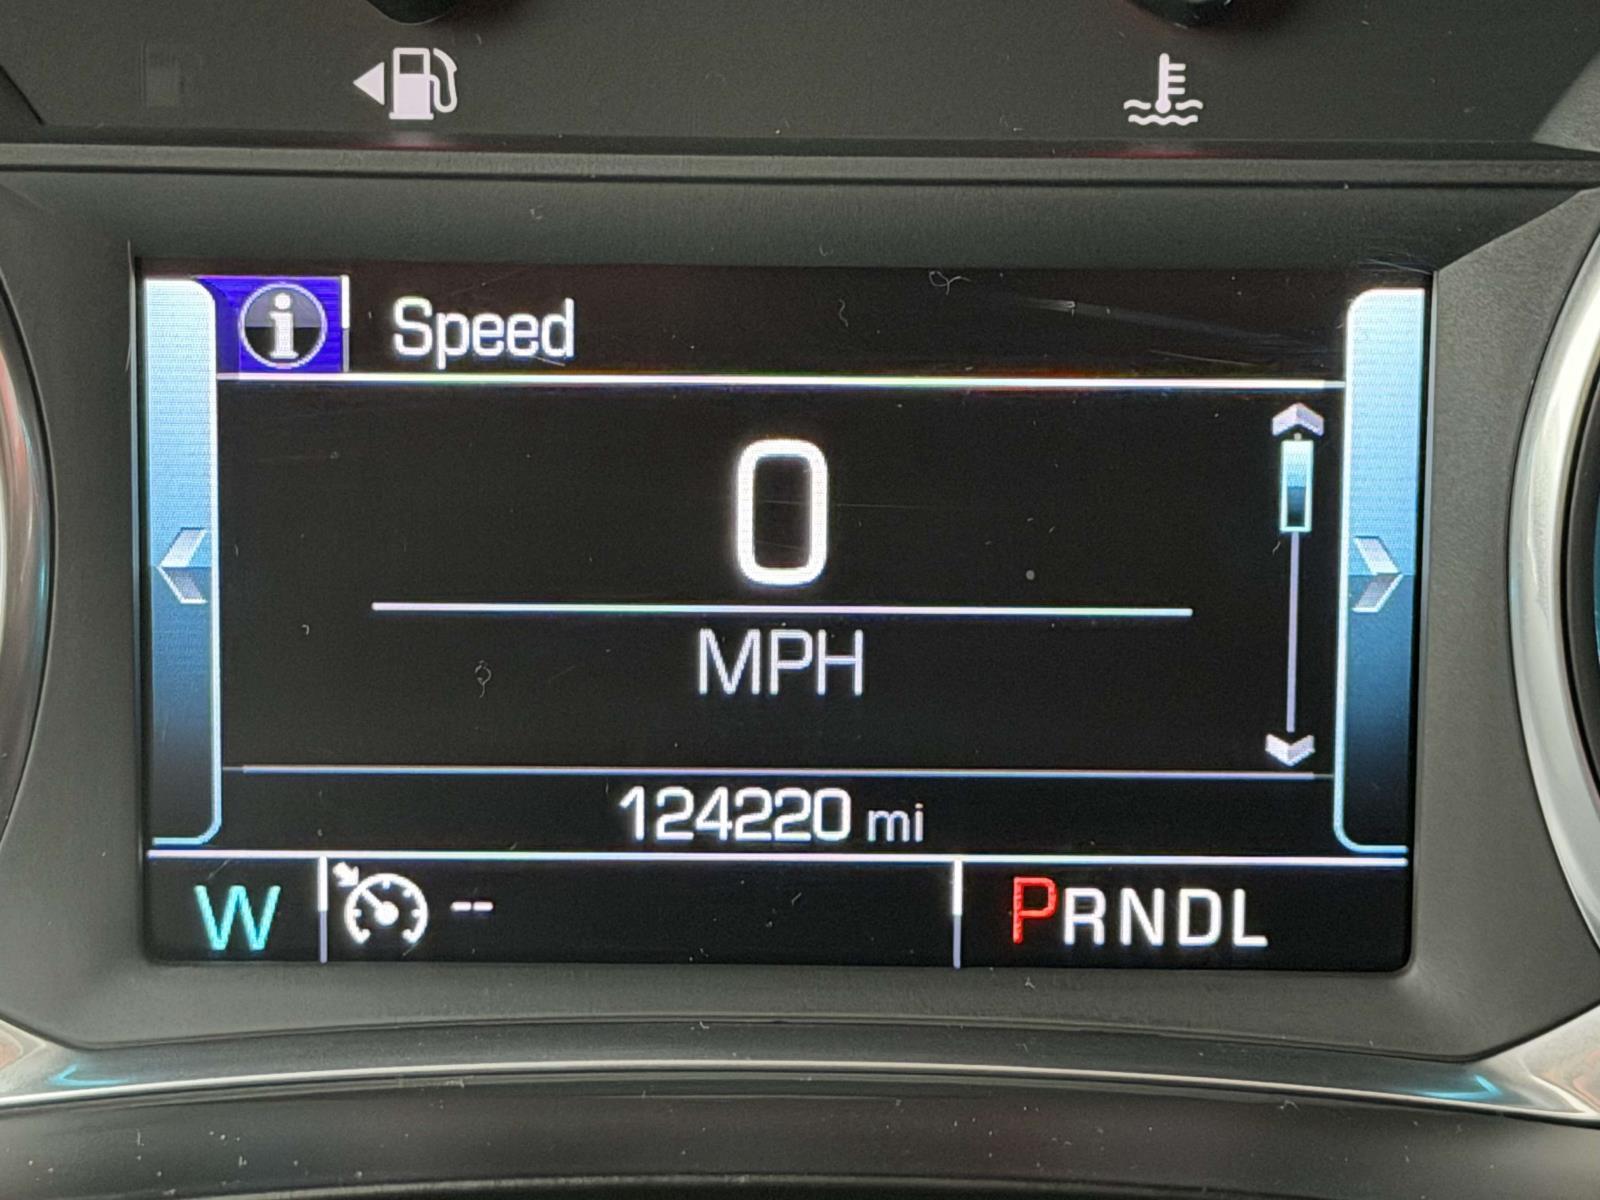 i Speed
0
MPH
124220 mi
W -- PRNDL